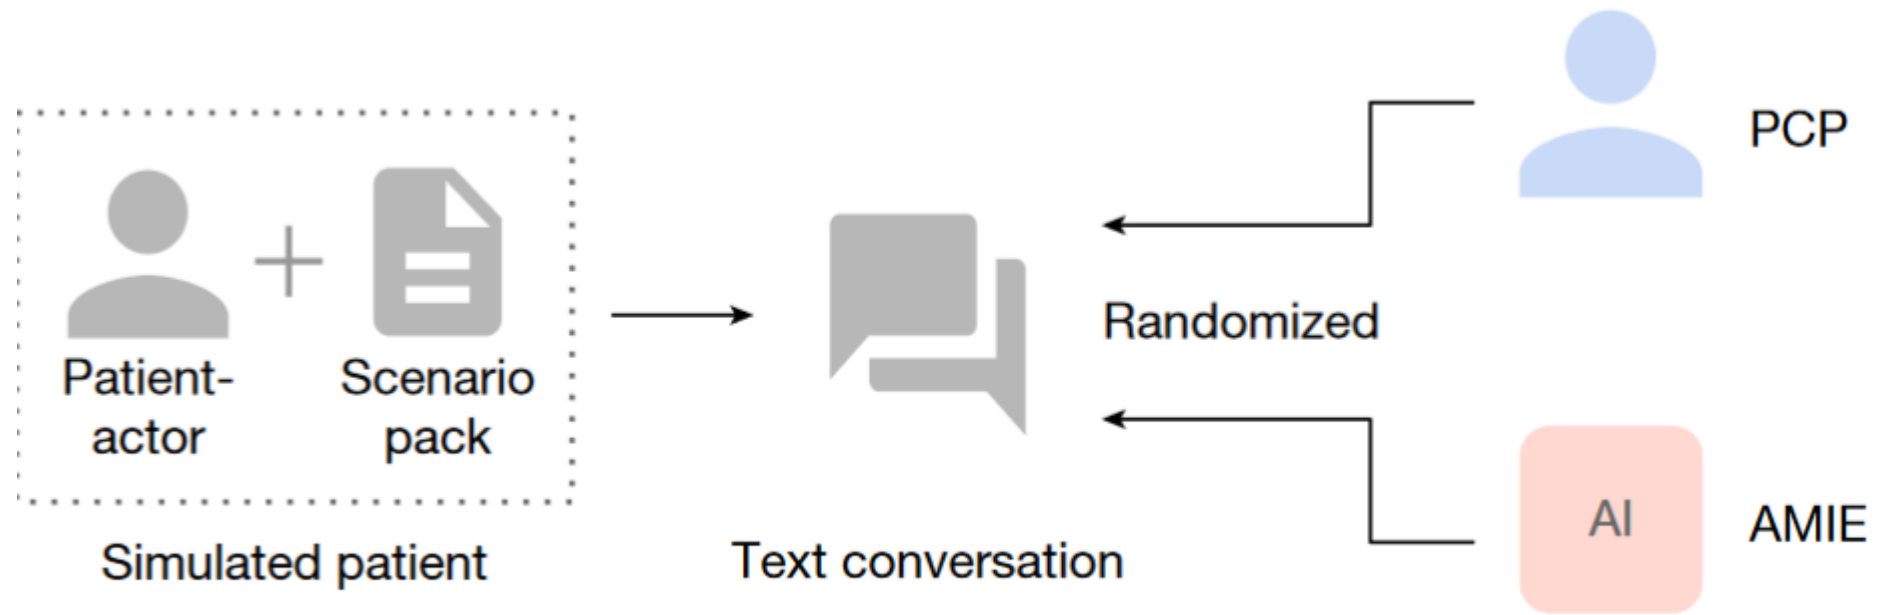 Patient-
actor
Scenario
pack
Simulated patient
Text conversation
Randomized
PCP
AI
AMIE